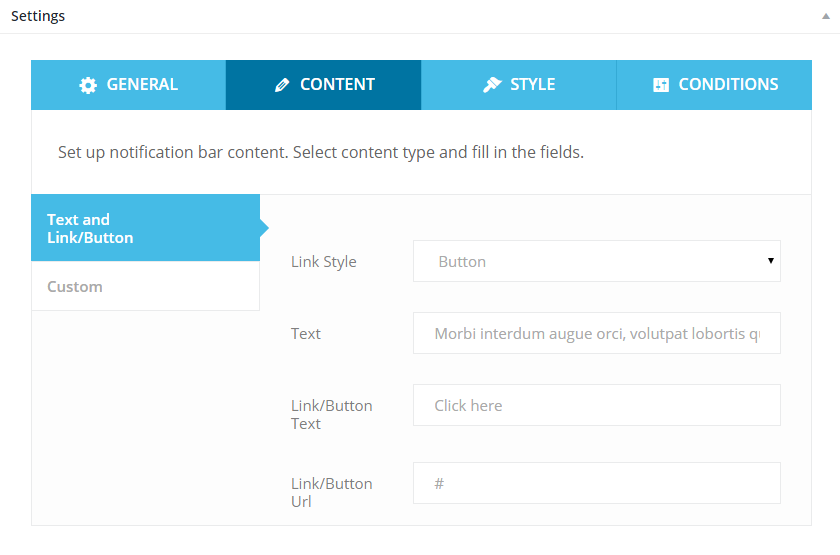 Settings
GENERAL
CONTENT
STYLE
CONDITIONS
Set up notification bar content. Select content type and fill in the fields.
Text and
Link/Button
Custom
Link Style
Button
Text
Morbi interdum augue orci, volutpat lobortis
Link/Button
Text
Click here
Link/Button
Url
#